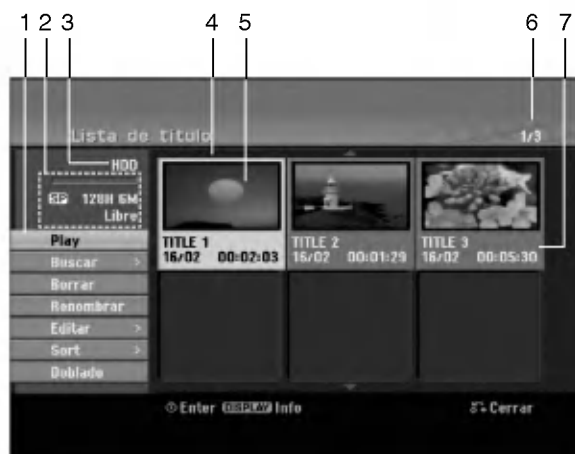 1 2 3 4 5 6 7
Lista de título
1/3
HDD
SP 128H 6M
Libre
Play
Buscar >
Borrar
Renombrar
Editar >
Sort >
Doblado
TITLE 1
16/02 00:02:03
TITLE 2
16/02 00:01:29
TITLE 3
16/02 00:05:30
Enter DISPLAY Info
Cerrar